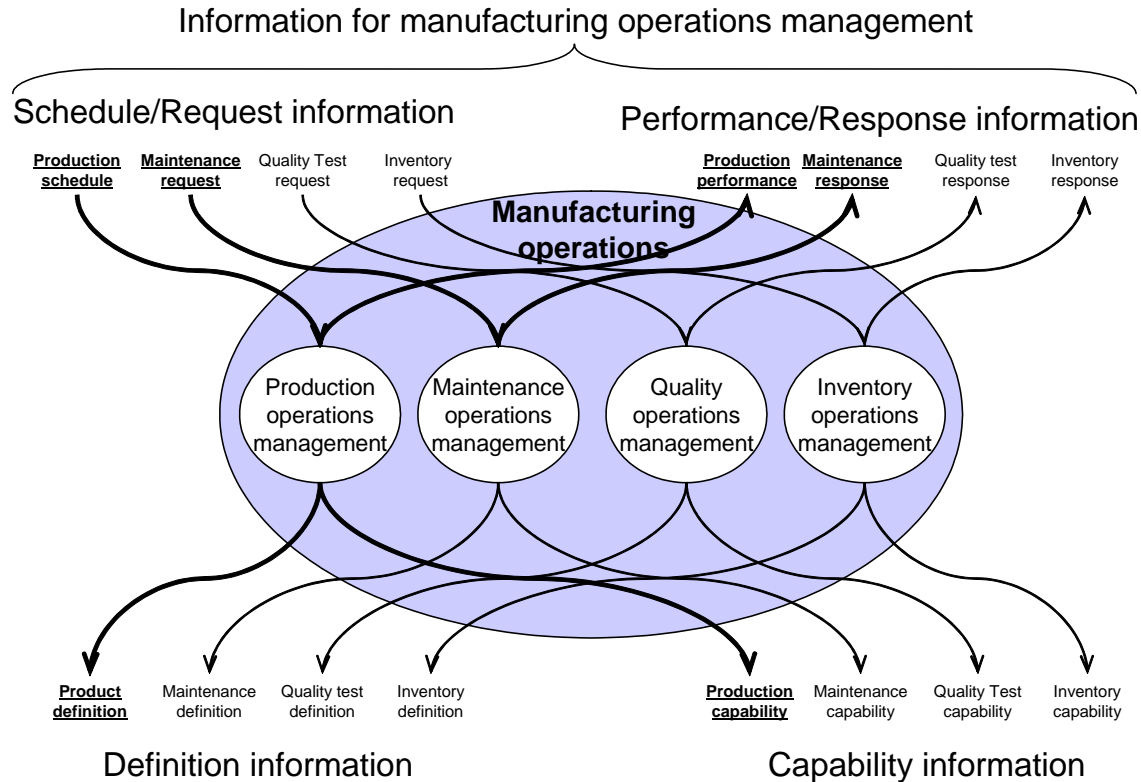 Information for manufacturing operations management
Schedule/Request information
Performance/Response information
Production
schedule
Maintenance
request
Quality Test
request
Inventory
request
Production
performance
Maintenance
response
Quality test
response
Inventory
response
Manufacturing
operations
Production
operations
management
Maintenance
operations
management
Quality
operations
management
Inventory
operations
management
Product
definition
Maintenance
definition
Quality test
definition
Inventory
definition
Production
capability
Maintenance
capability
Quality Test
capability
Inventory
capability
Definition information
Capability information